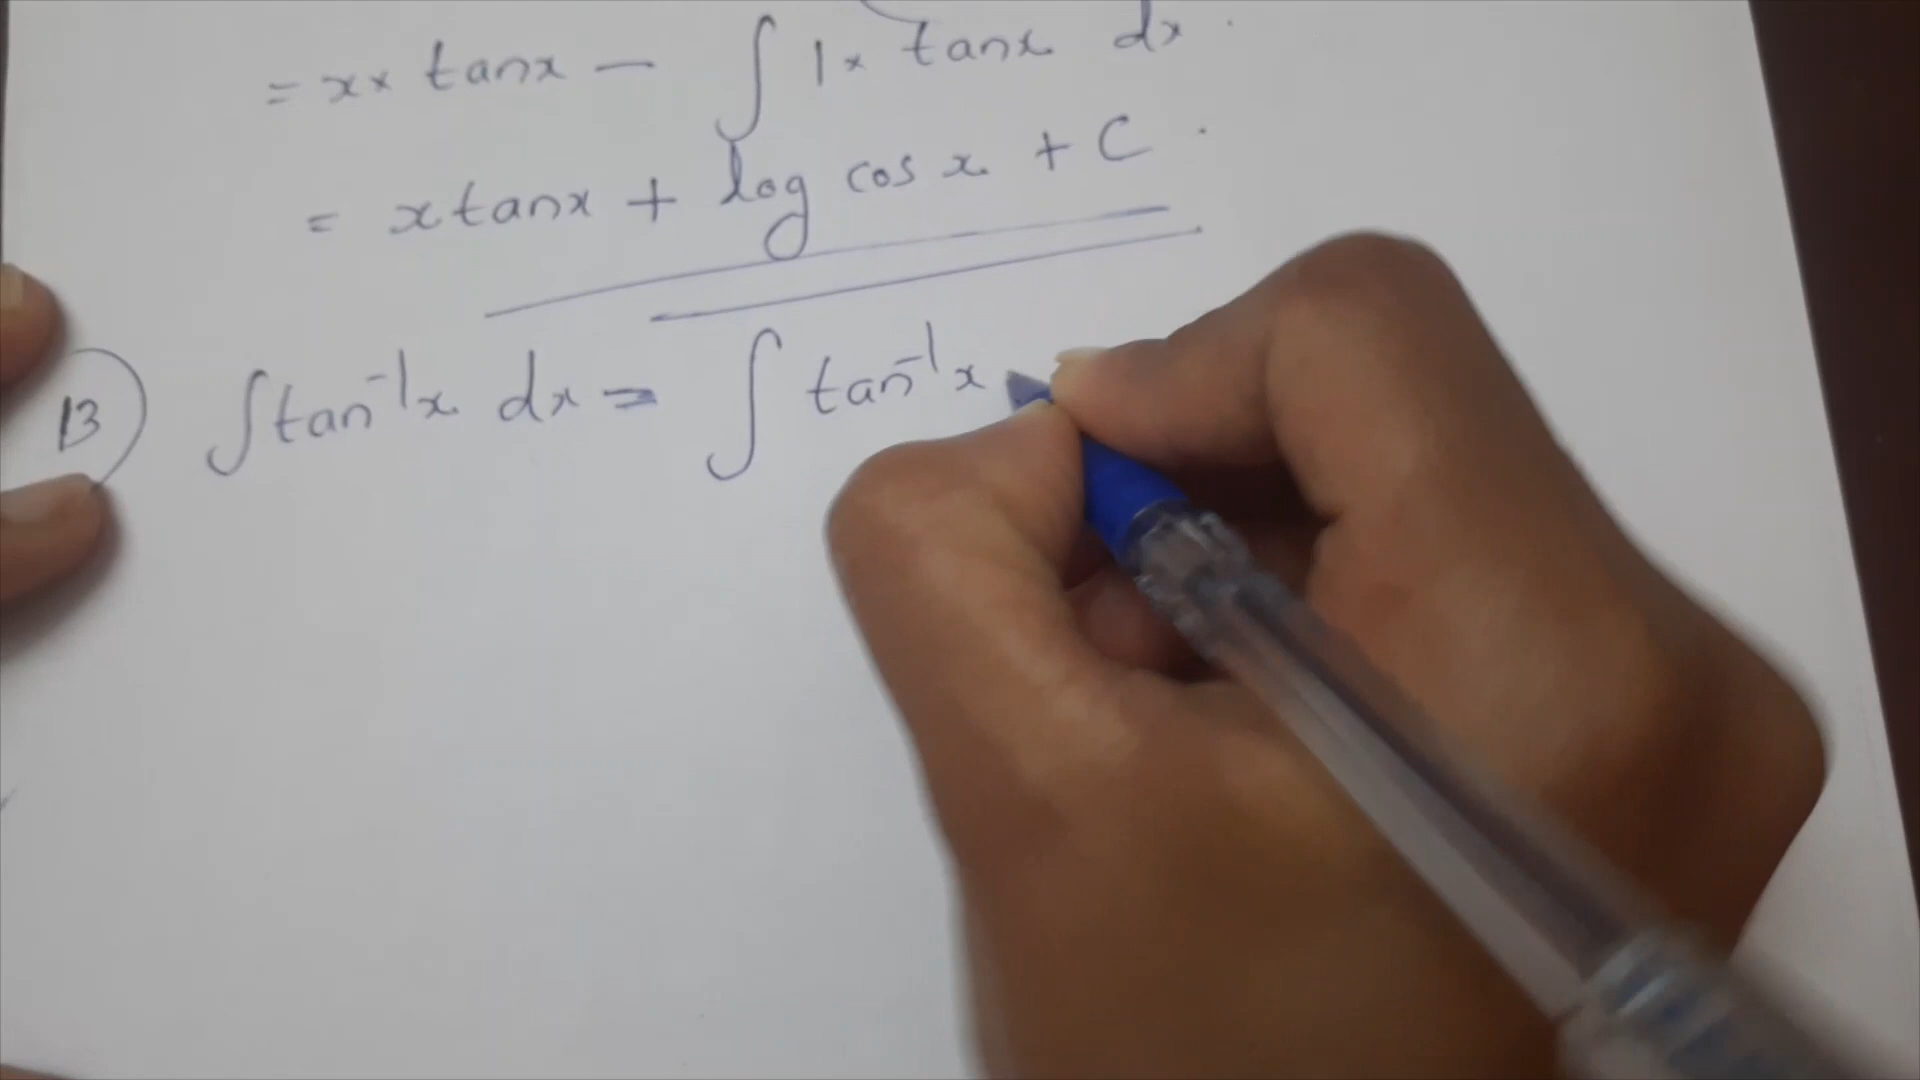 = x × tanx – ∫ 1 × tanx dx .
= x tanx + log cos x + C .
13 ∫tan⁻¹x dx = ∫ tan⁻¹x